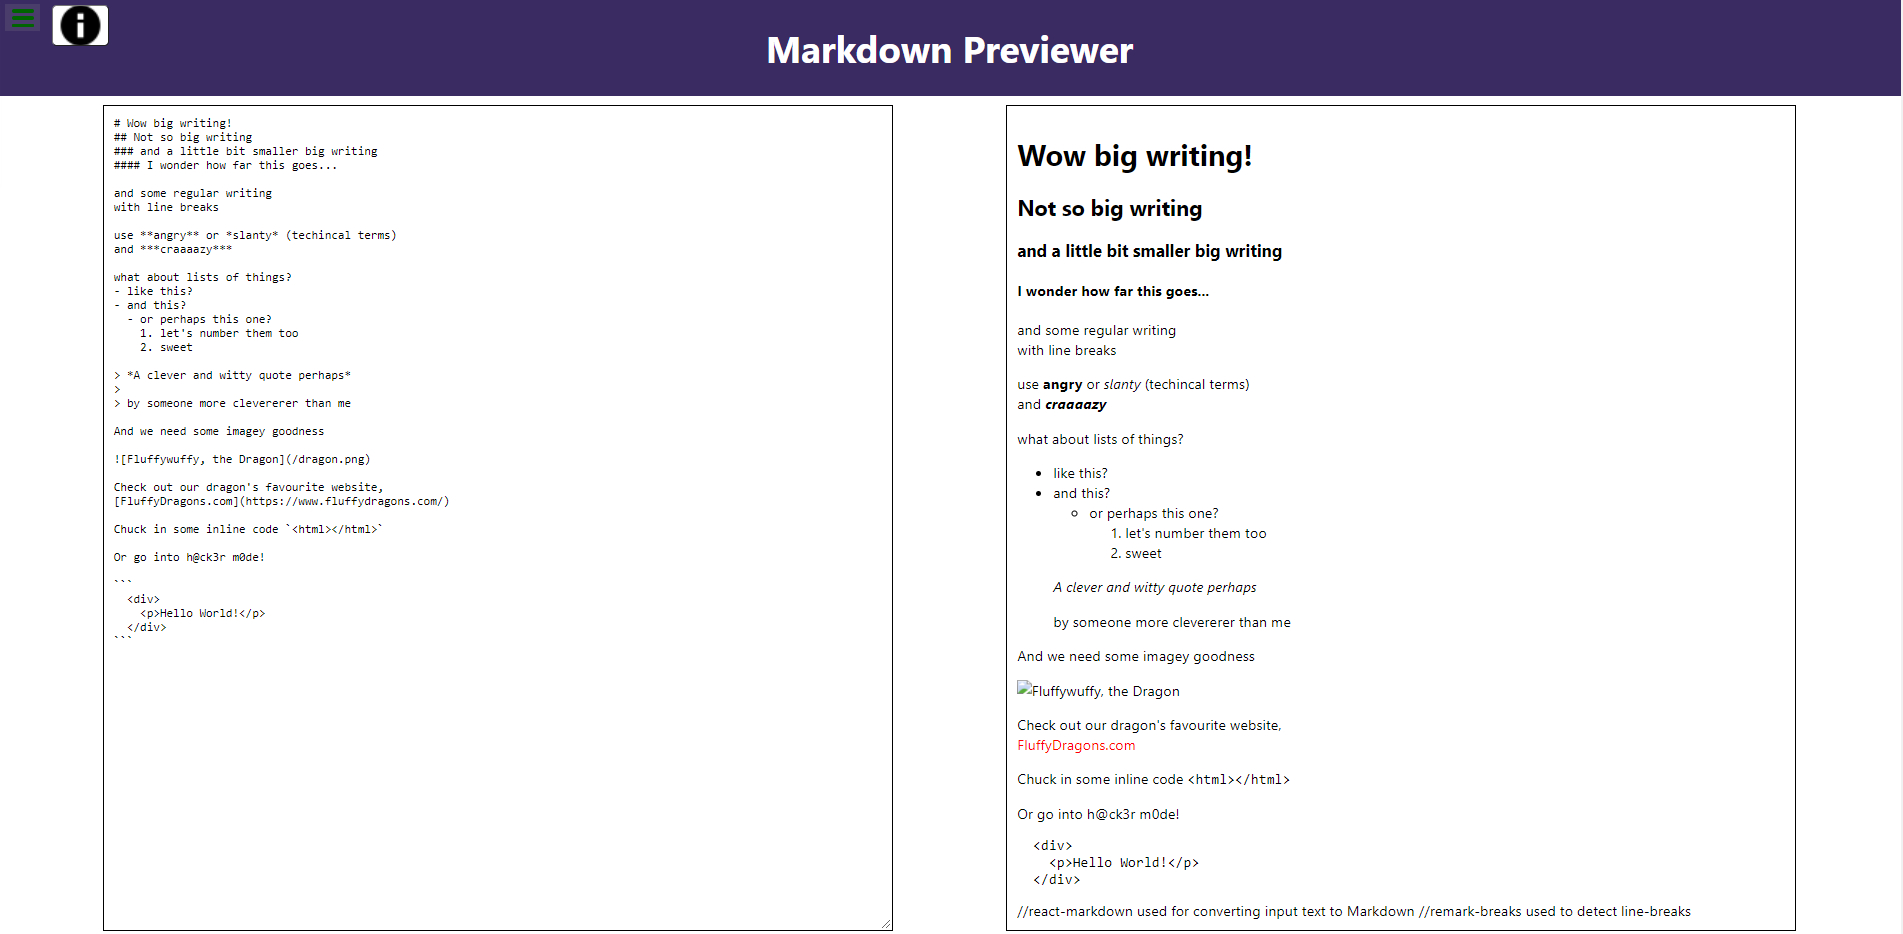 Markdown Previewer
# Wow big writing!
## Not so big writing
### and a little bit smaller big writing
#### I wonder how far this goes...
and some regular writing
with line breaks
use **angry** or *slanty* (techincal terms)
and ***craaaazy***
what about lists of things?
- like this?
- and this?
  - or perhaps this one?
    1. let's number them too
    2. sweet
> *A clever and witty quote perhaps*
>
> by someone more clevererer than me
And we need some imagey goodness
![Fluffywuffy, the Dragon](/dragon.png)
Check out our dragon's favourite website,
[FluffyDragons.com](https://www.fluffydragons.com/)
Chuck in some inline code `<html></html>`
Or go into h@ck3r m0de!
```
  <div>
    <p>Hello World!</p>
  </div>
```
Wow big writing!
Not so big writing
and a little bit smaller big writing
I wonder how far this goes...
and some regular writing
with line breaks
use angry or slanty (techincal terms)
and craaaazy
what about lists of things?
• like this?
• and this?
◦ or perhaps this one?
1. let's number them too
2. sweet
A clever and witty quote perhaps
by someone more clevererer than me
And we need some imagey goodness
Fluffywuffy, the Dragon
Check out our dragon's favourite website,
FluffyDragons.com
Chuck in some inline code <html></html>
Or go into h@ck3r m0de!
  <div>
    <p>Hello World!</p>
  </div>
//react-markdown used for converting input text to Markdown //remark-breaks used to detect line-breaks